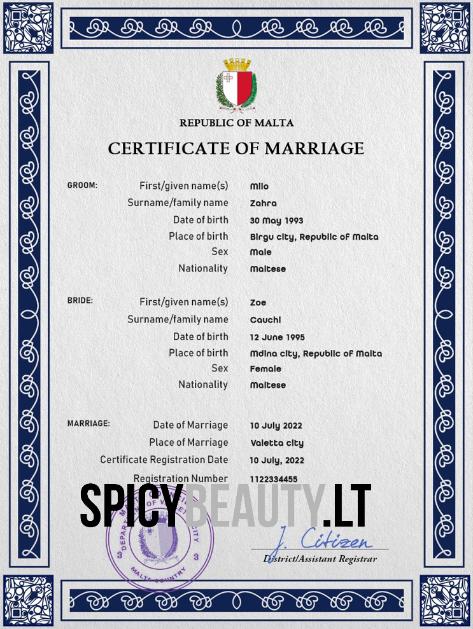 REPUBLIC OF MALTA
CERTIFICATE OF MARRIAGE
GROOM: First/given name(s) Milo
Surname/family name Zahra
Date of birth 30 May 1993
Place of birth Birgu city, Republic of Malta
Sex Male
Nationality Maltese
BRIDE: First/given name(s) Zoe
Surname/family name Cauchi
Date of birth 12 June 1995
Place of birth Mdina city, Republic of Malta
Sex Female
Nationality Maltese
MARRIAGE: Date of Marriage 10 July 2022
Place of Marriage Valetta city
Certificate Registration Date 10 July, 2022
Registration Number 1122334455
SPICYBEAUTY.LT
J. Citizen
District/Assistant Registrar
MALTA COUNTRY